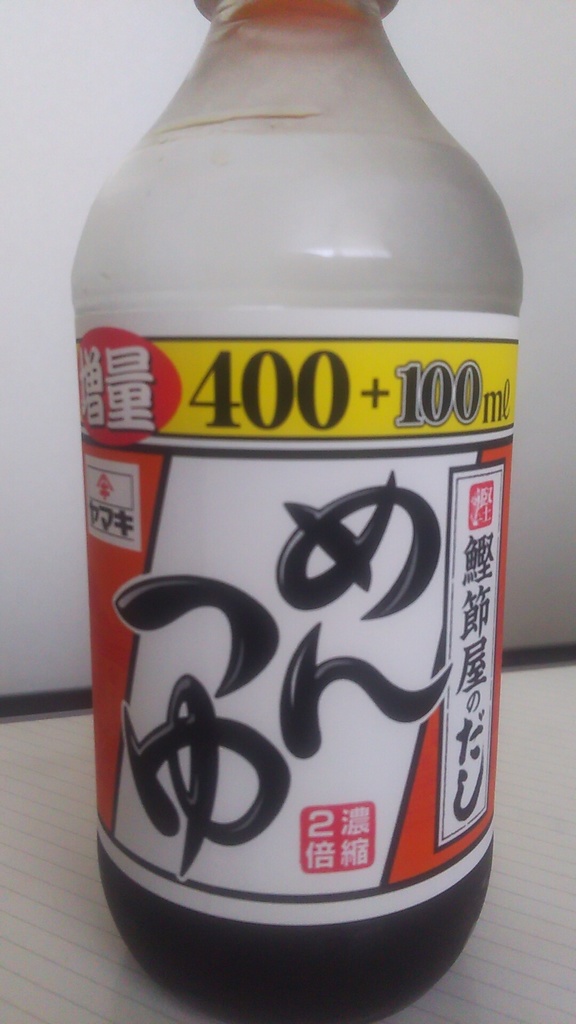 増量
400+100ml
ヤマキ
鰹節屋のだし
めん
つゆ
濃縮
2倍